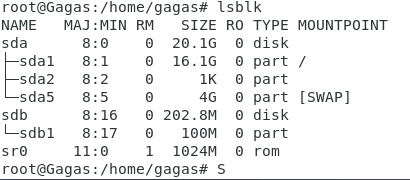 root@Gagas:/home/gagas# lsblk
NAME   MAJ:MIN RM   SIZE RO TYPE MOUNTPOINT
sda      8:0    0  20.1G  0 disk
├─sda1   8:1    0  16.1G  0 part /
├─sda2   8:2    0     1K  0 part
└─sda5   8:5    0     4G  0 part [SWAP]
sdb      8:16   0 202.8M  0 disk
└─sdb1   8:17   0   100M  0 part
sr0     11:0    1  1024M  0 rom
root@Gagas:/home/gagas# S